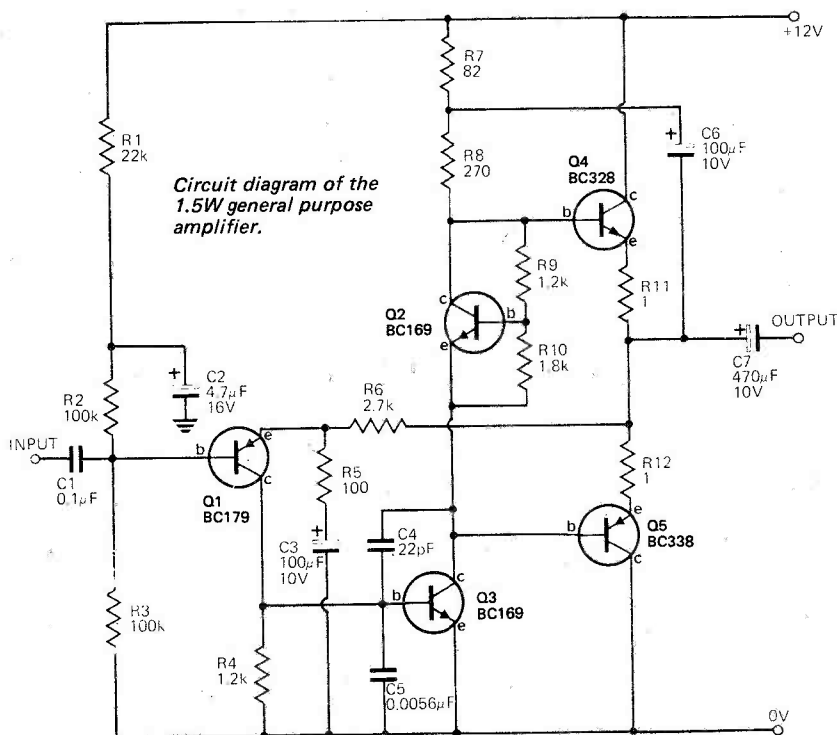 +12V
R7
82
R1
22k
R8
270
C6
+
100µF
10V
Circuit diagram of the
1.5W general purpose
amplifier.
Q4
BC328
b
c
e
R9
1.2k
R11
1
Q2
BC169
c
b
e
R10
1.8k
OUTPUT
+
C7
470µF
10V
+
C2
4.7µF
16V
R2
100k
R6
2.7k
INPUT
C1
0.1µF
b
e
c
Q1
BC179
R5
100
R12
1
+
C3
100µF
10V
C4
22pF
b
e
c
Q5
BC338
R3
100k
b
c
e
Q3
BC169
R4
1.2k
C5
0.0056µF
0V